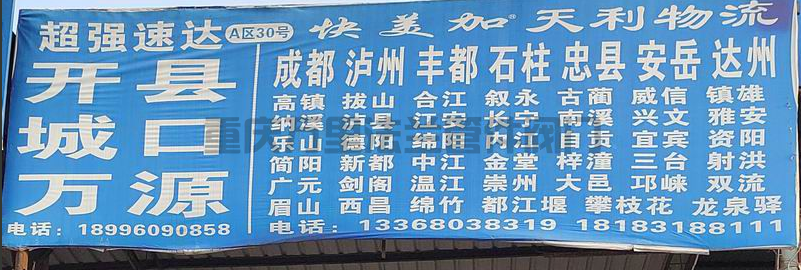 超强速达 A区30号
开县
城口
万源
电话：18996090858
快美加® 天利物流
成都 泸州 丰都 石柱 忠县 安岳 达州
高镇 拔山 合江 叙永 古蔺 威信 镇雄
纳溪 泸县 江安 长宁 南溪 兴文 雅安
德阳 绵阳 自贡 宜宾 资阳
简阳 新都 中江 金堂 梓潼 三台 射洪
广元 剑阁 温江 崇州 大邑 邛崃 双流
眉山 西昌 绵竹 都江堰 攀枝花 龙泉驿
电话：13368038319 18183188111